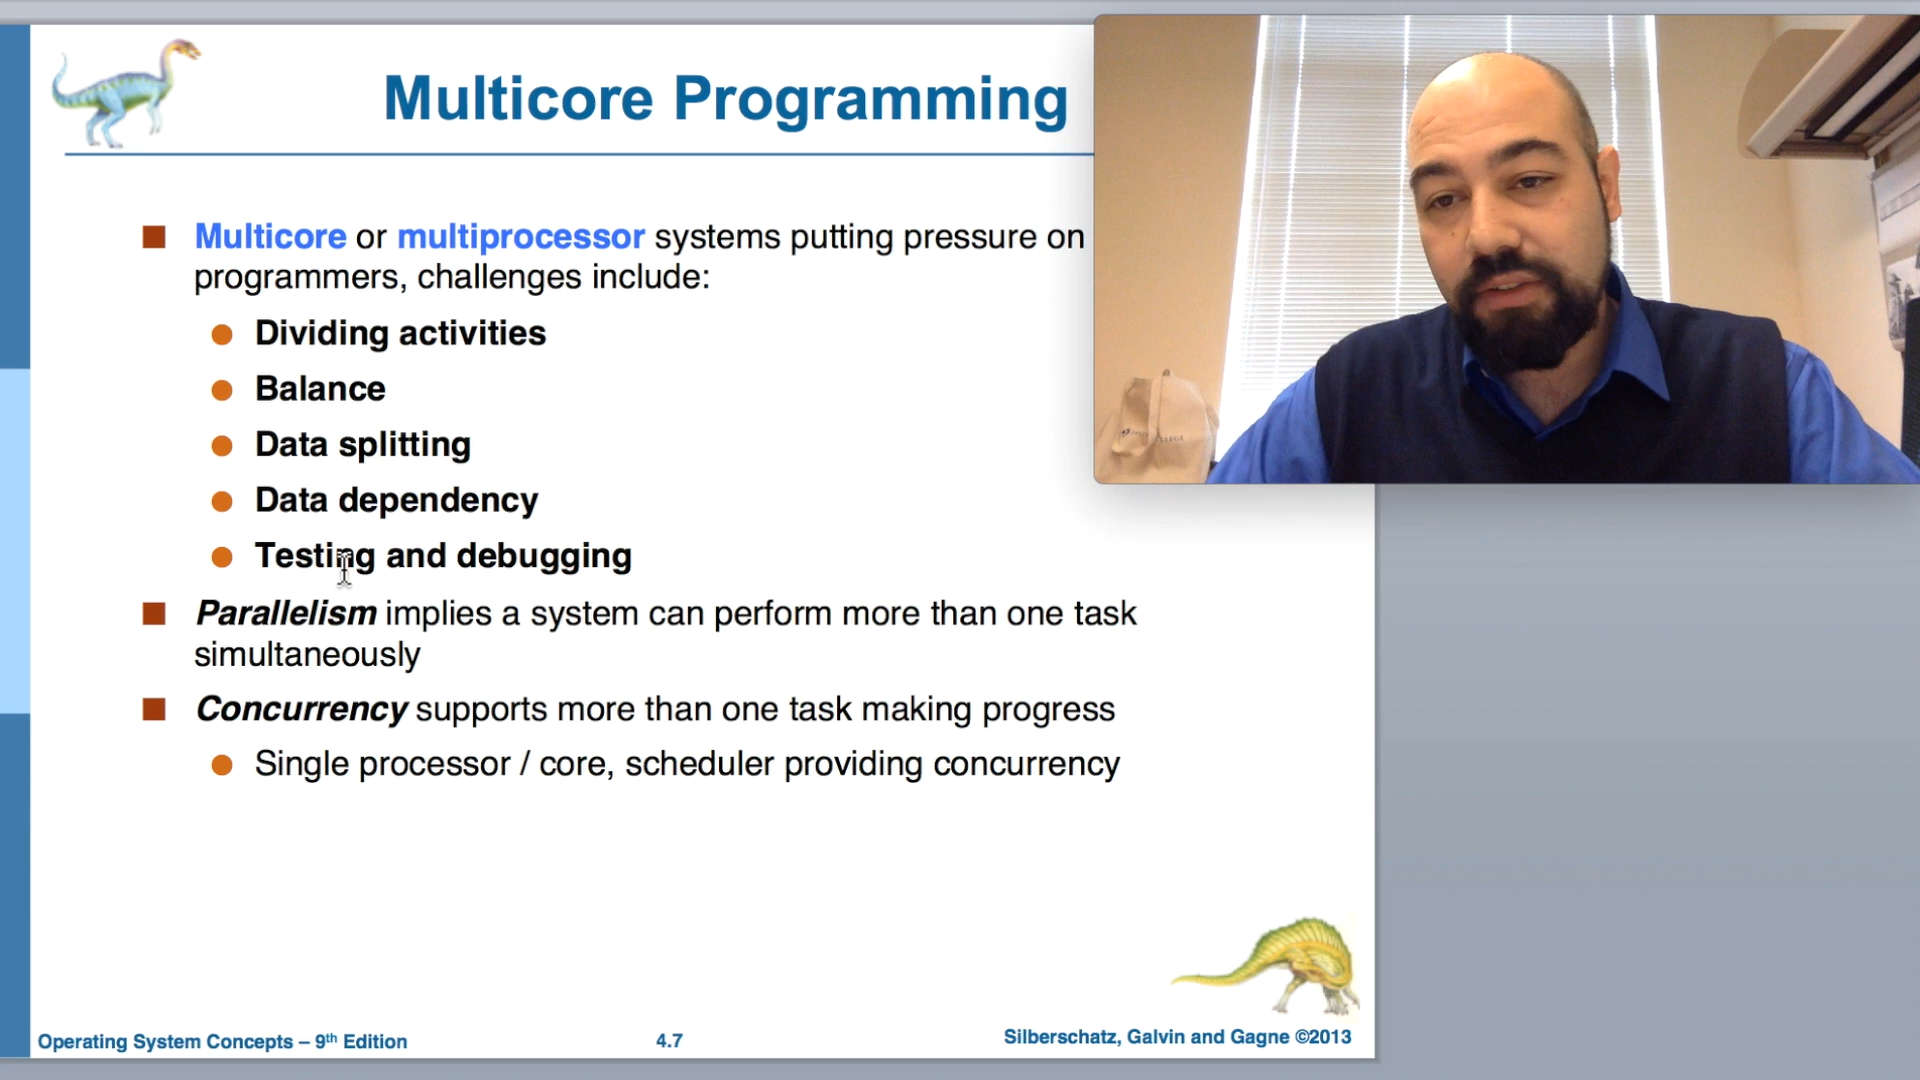 Multicore Programming
Multicore or multiprocessor systems putting pressure on
programmers, challenges include:
Dividing activities
Balance
Data splitting
Data dependency
Testing and debugging
Parallelism implies a system can perform more than one task
simultaneously
Concurrency supports more than one task making progress
Single processor / core, scheduler providing concurrency
Operating System Concepts – 9th Edition
4.7
Silberschatz, Galvin and Gagne ©2013